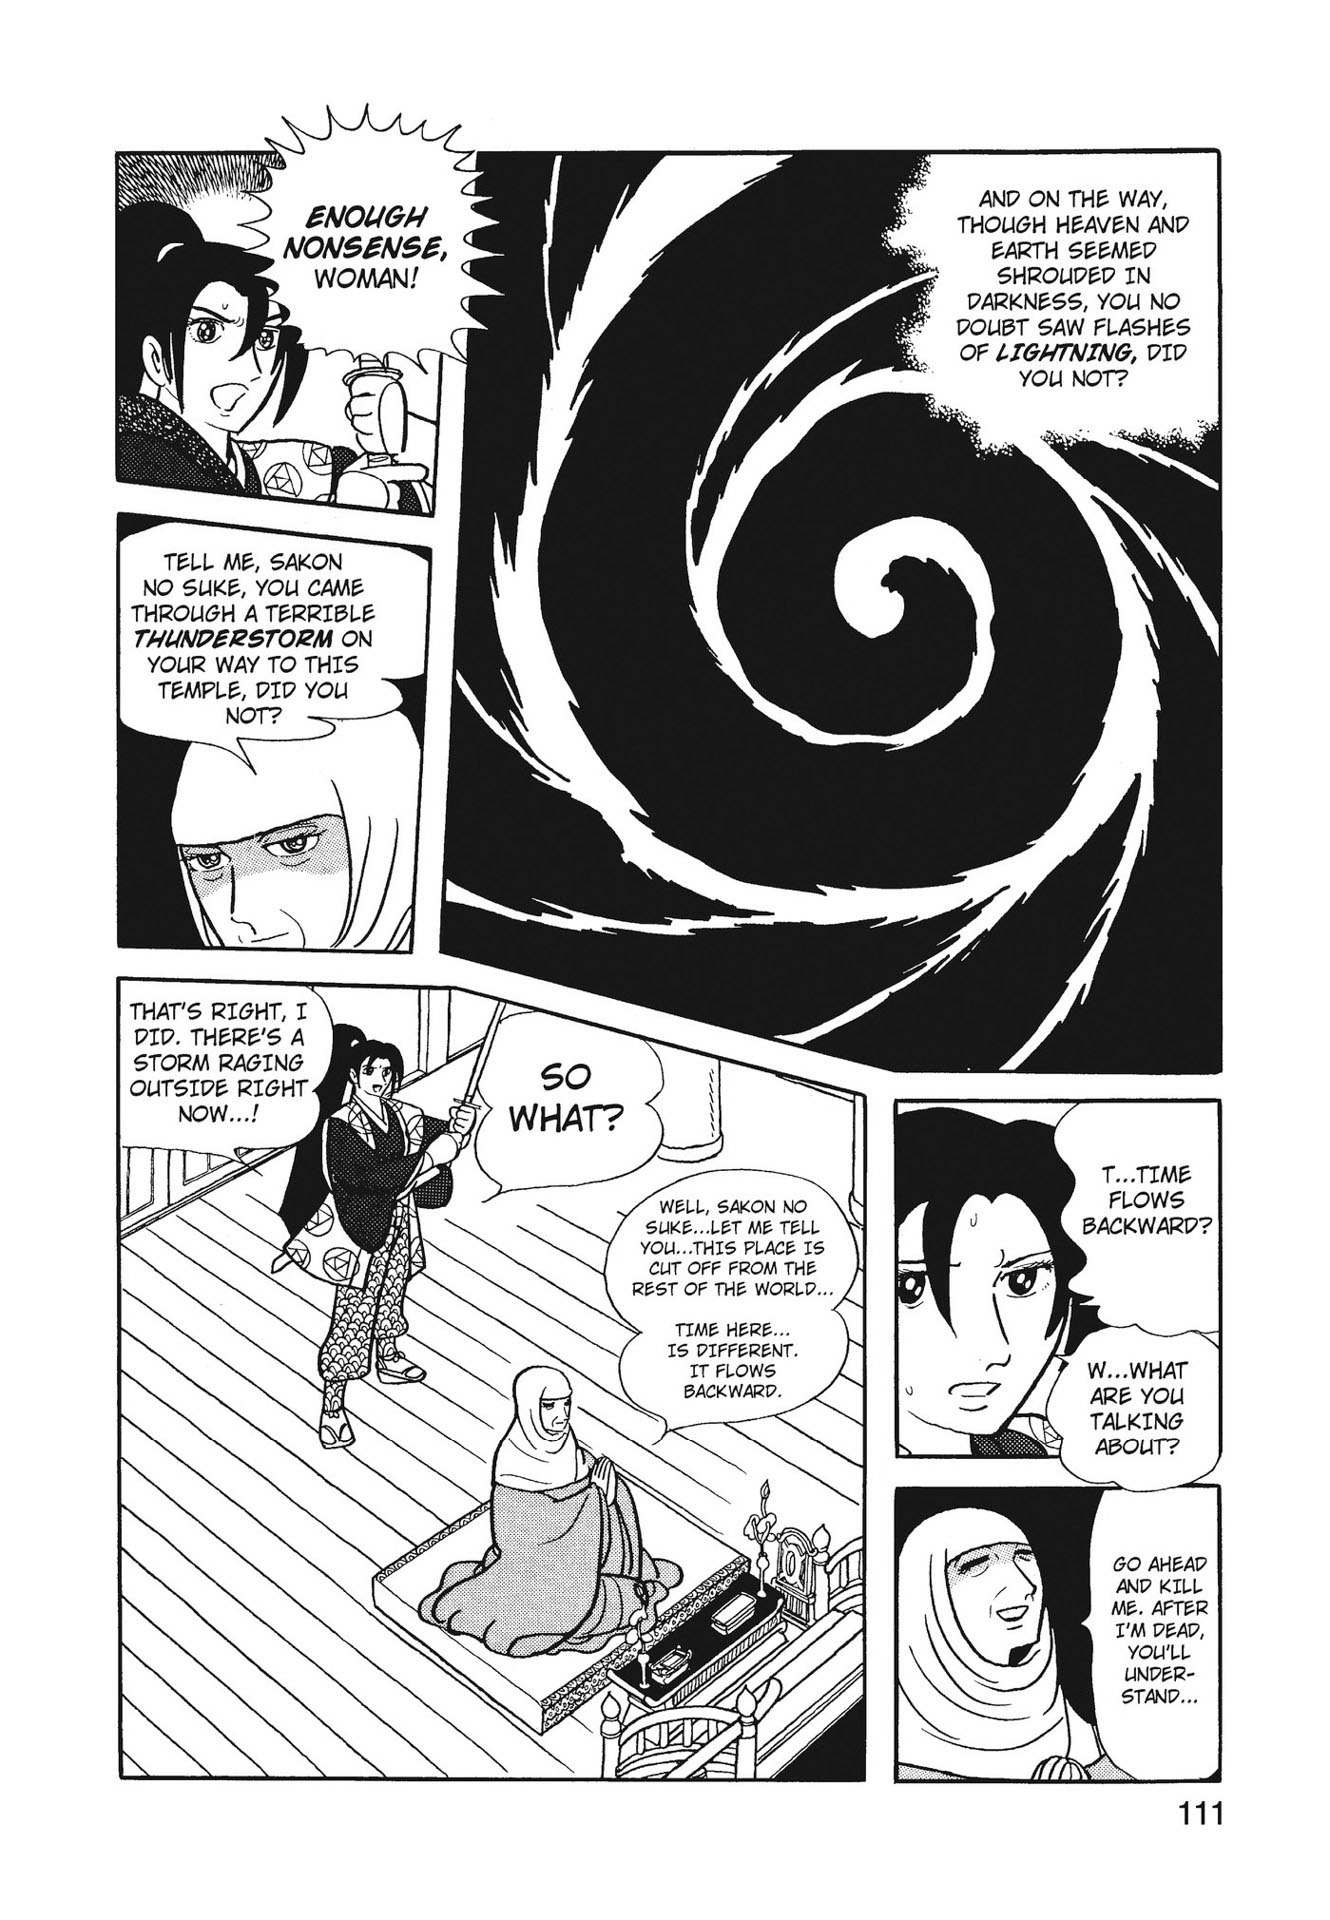 ENOUGH
NONSENSE,
WOMAN!
TELL ME, SAKON
NO SUKE, YOU CAME
THROUGH A TERRIBLE
THUNDERSTORM ON
YOUR WAY TO THIS
TEMPLE, DID YOU
NOT?
AND ON THE WAY,
THOUGH HEAVEN AND
EARTH SEEMED
SHROUDED IN
DARKNESS, YOU NO
DOUBT SAW FLASHES
OF LIGHTNING, DID
YOU NOT?
THAT'S RIGHT, I
DID. THERE'S A
STORM RAGING
OUTSIDE RIGHT
NOW...!
SO
WHAT?
WELL, SAKON NO
SUKE...LET ME TELL
YOU...THIS PLACE IS
CUT OFF FROM THE
REST OF THE WORLD...
TIME HERE...
IS DIFFERENT.
IT FLOWS
BACKWARD.
T...TIME
FLOWS
BACKWARD?
W...WHAT
ARE YOU
TALKING
ABOUT?
GO AHEAD
AND KILL
ME. AFTER
I'M DEAD,
YOU'LL
UNDER-
STAND...
111